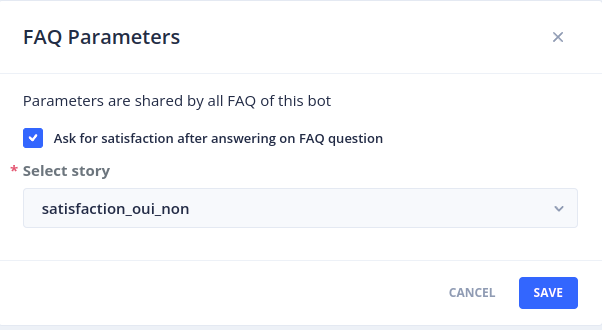 FAQ Parameters
Parameters are shared by all FAQ of this bot
Ask for satisfaction after answering on FAQ question
* Select story
satisfaction_oui_non
CANCEL SAVE